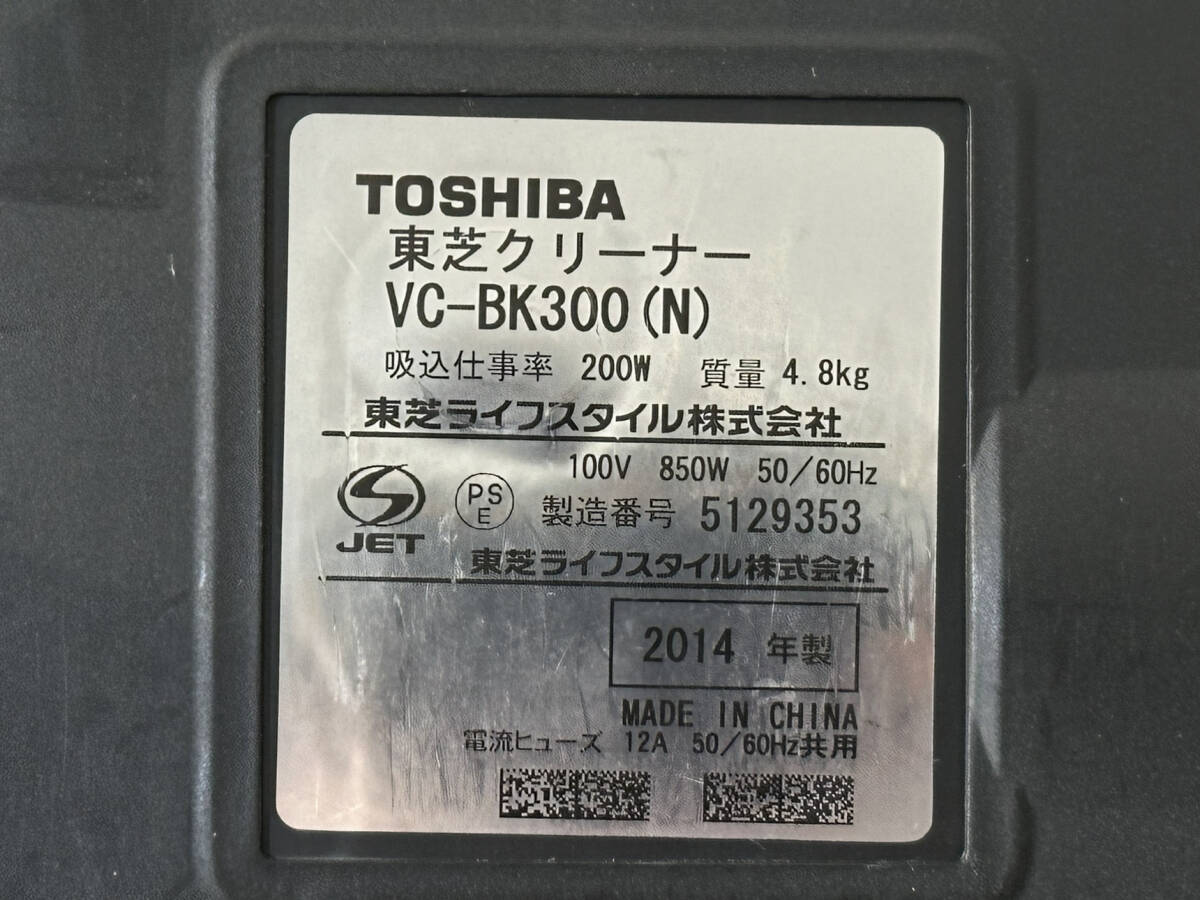 TOSHIBA
東芝クリーナー
VC-BK300(N)
吸込仕事率 200W 質量 4.8kg
東芝ライフスタイル株式会社
100V 850W 50/60Hz
JET
PS
E
製造番号 5129353
東芝ライフスタイル株式会社
2014 年製
MADE IN CHINA
電流ヒューズ 12A 50/60Hz共用